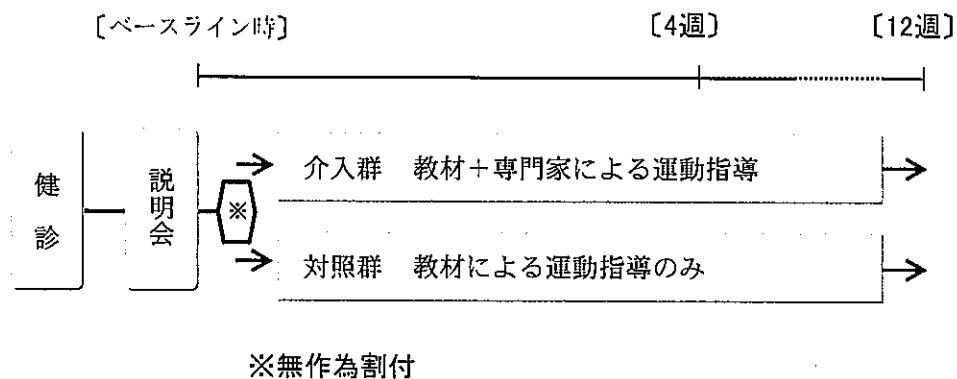 〔ベースライン時〕
〔4週〕
〔12週〕
健診
説明会
※
介入群 教材＋専門家による運動指導
対照群 教材による運動指導のみ
※無作為割付